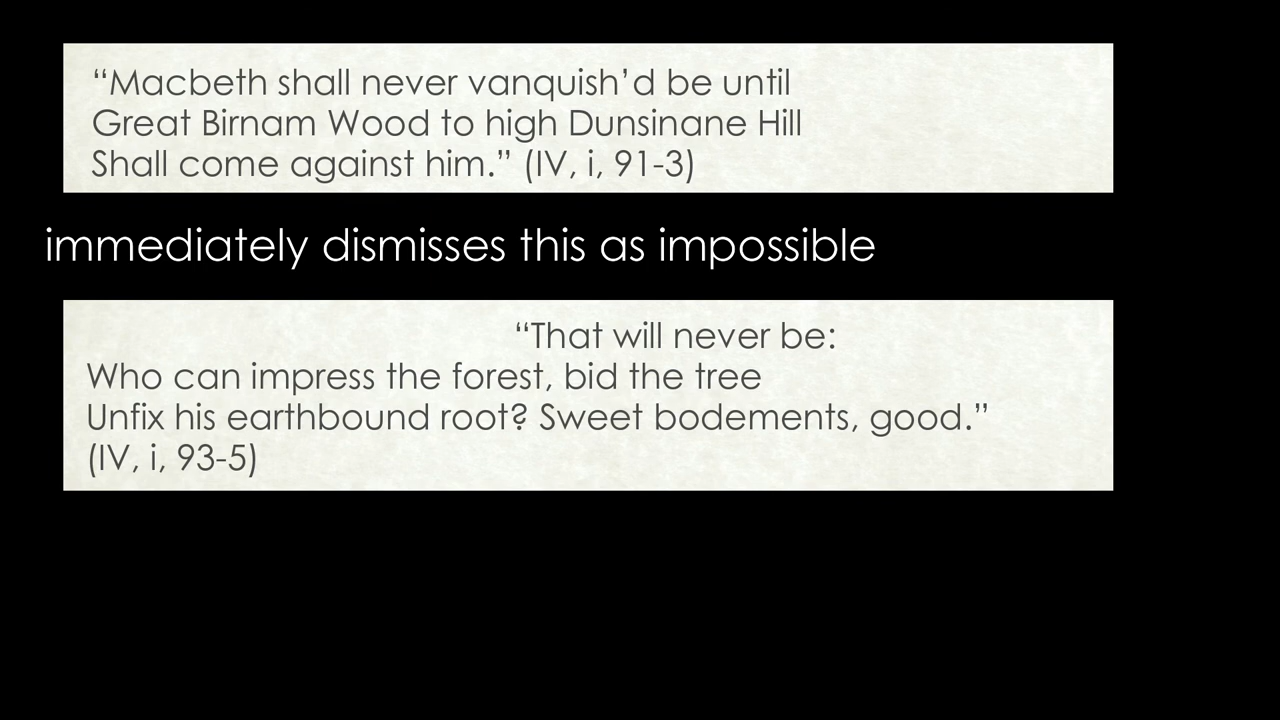 “Macbeth shall never vanquish’d be until
Great Birnam Wood to high Dunsinane Hill
Shall come against him.” (IV, i, 91-3)
immediately dismisses this as impossible
“That will never be:
Who can impress the forest, bid the tree
Unfix his earthbound root? Sweet bodements, good.”
(IV, i, 93-5)